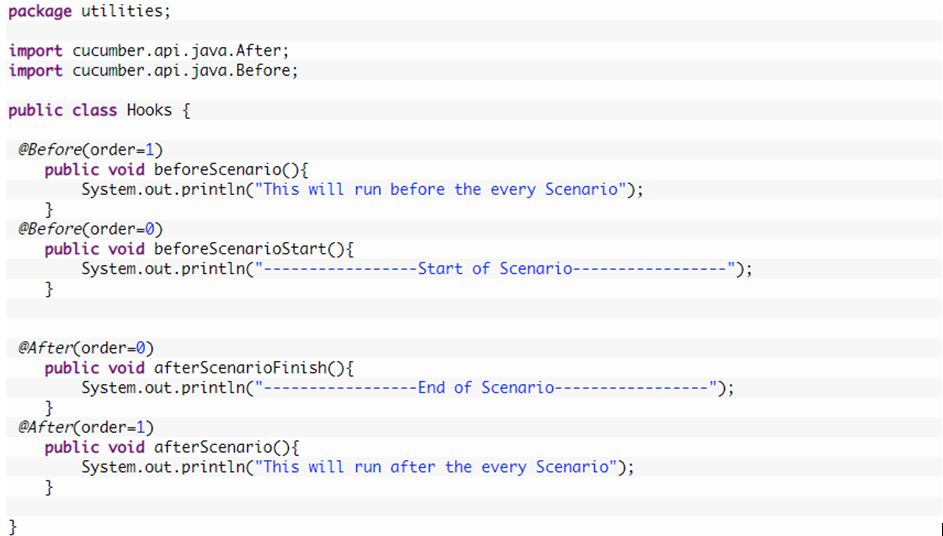 package utilities;
import cucumber.api.java.After;
import cucumber.api.java.Before;
public class Hooks {
@Before(order=1)
public void beforeScenario(){
System.out.println("This will run before the every Scenario");
}
@Before(order=0)
public void beforeScenarioStart(){
System.out.println("-----------------Start of Scenario-----------------");
}
@After(order=0)
public void afterScenarioFinish(){
System.out.println("-----------------End of Scenario-----------------");
}
@After(order=1)
public void afterScenario(){
System.out.println("This will run after the every Scenario");
}
}